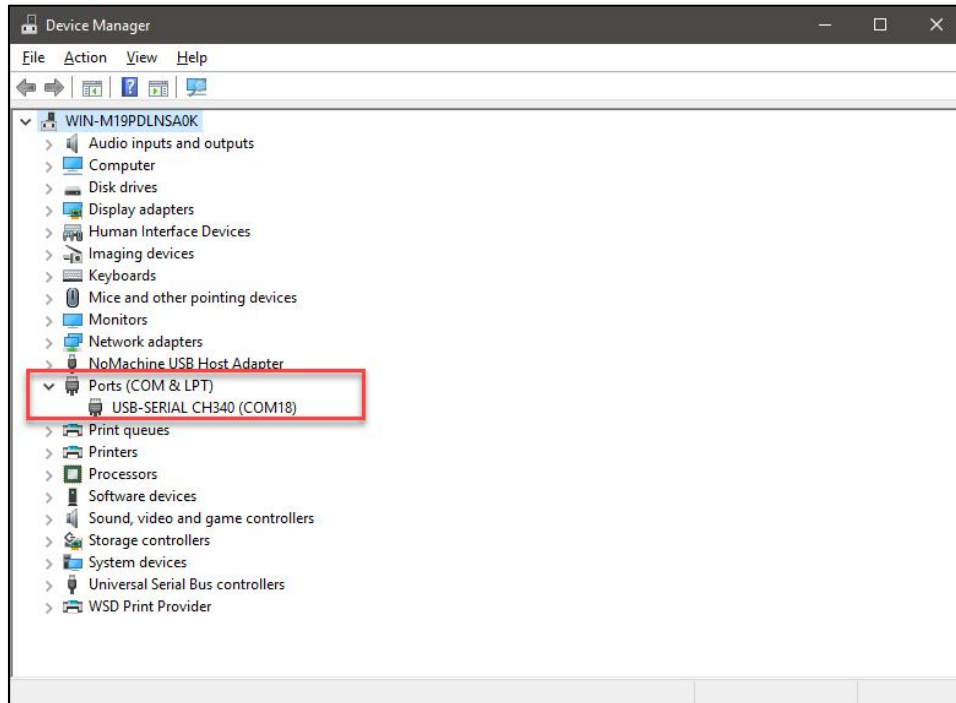 Device Manager
File Action View Help
WIN-M19PDLNSA0K
Audio inputs and outputs
Computer
Disk drives
Display adapters
Human Interface Devices
Imaging devices
Keyboards
Mice and other pointing devices
Monitors
Network adapters
NoMachine USB Host Adapter
Ports (COM & LPT)
USB-SERIAL CH340 (COM18)
Print queues
Printers
Processors
Software devices
Sound, video and game controllers
Storage controllers
System devices
Universal Serial Bus controllers
WSD Print Provider